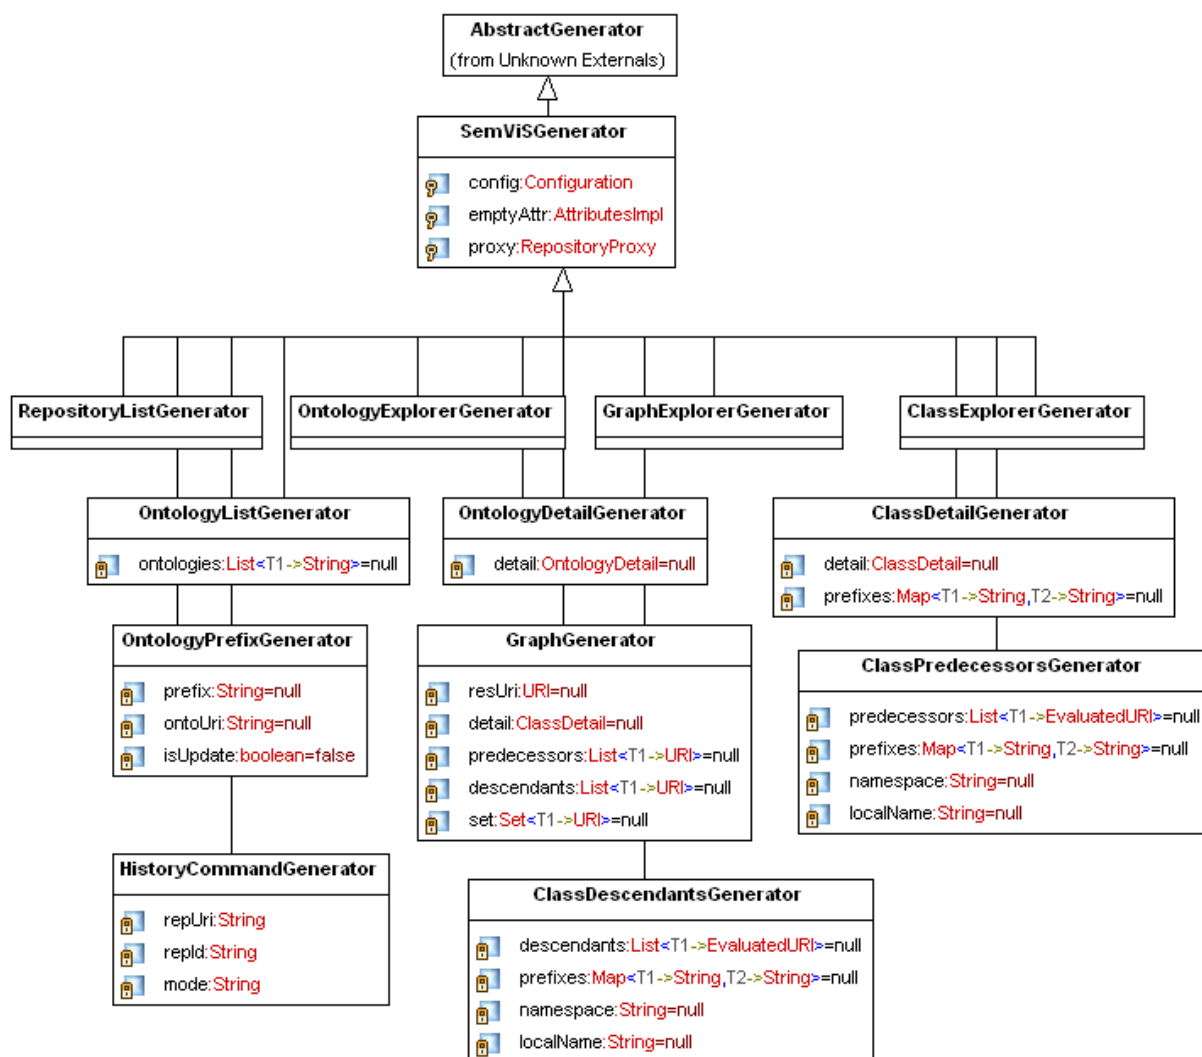 AbstractGenerator
(from Unknown Externals)
SemViSGenerator
config:Configuration
emptyAttr:AttributesImpl
proxy:RepositoryProxy
RepositoryListGenerator
OntologyExplorerGenerator
GraphExplorerGenerator
ClassExplorerGenerator
OntologyListGenerator
ontologies:List<T1->String>=null
OntologyDetailGenerator
detail:OntologyDetail=null
ClassDetailGenerator
detail:ClassDetail=null
prefixes:Map<T1->String,T2->String>=null
OntologyPrefixGenerator
prefix:String=null
ontoUri:String=null
isUpdate:boolean=false
GraphGenerator
resUri:URI=null
detail:ClassDetail=null
predecessors:List<T1->URI>=null
descendants:List<T1->URI>=null
set:Set<T1->URI>=null
ClassPredecessorsGenerator
predecessors:List<T1->EvaluatedURI>=null
prefixes:Map<T1->String,T2->String>=null
namespace:String=null
localName:String=null
HistoryCommandGenerator
repUri:String
repId:String
mode:String
ClassDescendantsGenerator
descendants:List<T1->EvaluatedURI>=null
prefixes:Map<T1->String,T2->String>=null
namespace:String=null
localName:String=null